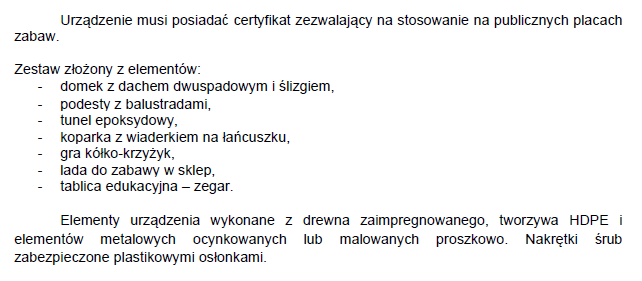 Urządzenie musi posiadać certyfikat zezwalający na stosowanie na publicznych placach
zabaw.
Zestaw złożony z elementów:
- domek z dachem dwuspadowym i ślizgiem,
- podesty z balustradami,
- tunel epoksydowy,
- koparka z wiaderkiem na łańcuszku,
- gra kółko-krzyżyk,
- lada do zabawy w sklep,
- tablica edukacyjna – zegar.
Elementy urządzenia wykonane z drewna zaimpregnowanego, tworzywa HDPE i
elementów metalowych ocynkowanych lub malowanych proszkowo. Nakrętki śrub
zabezpieczone plastikowymi osłonkami.